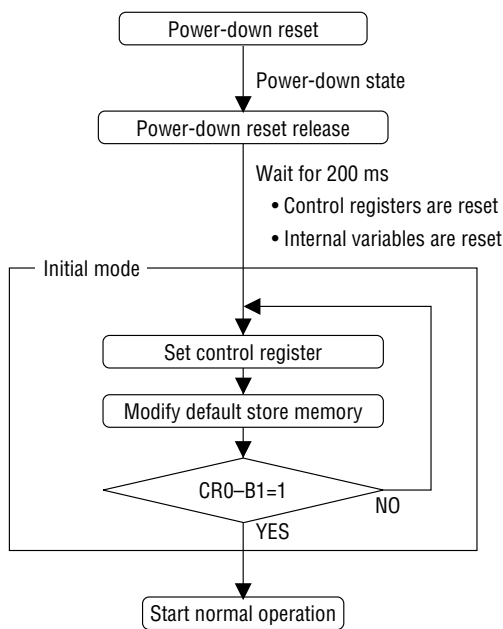 Power-down reset
Power-down state
Power-down reset release
Wait for 200 ms
• Control registers are reset
• Internal variables are reset
Initial mode
Set control register
Modify default store memory
CR0–B1=1
NO
YES
Start normal operation